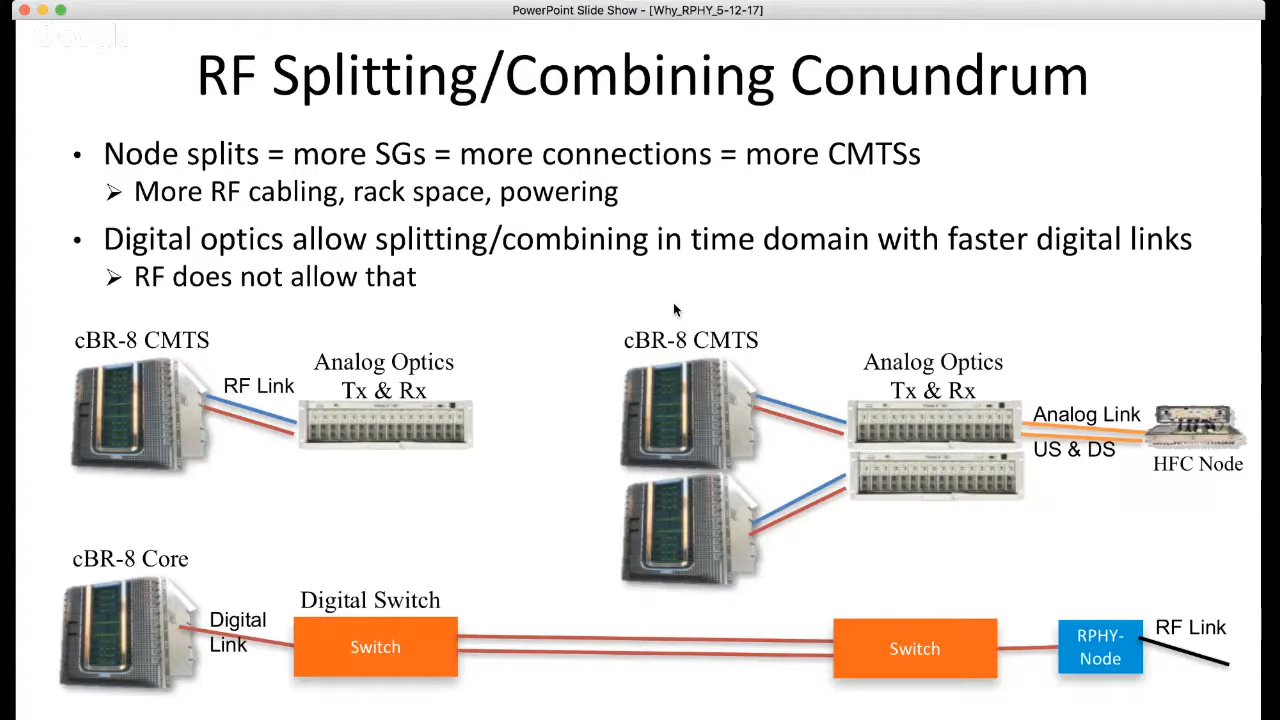 PowerPoint Slide Show - [Why_RPHY_5-12-17]
RF Splitting/Combining Conundrum
• Node splits = more SGs = more connections = more CMTSs
➢ More RF cabling, rack space, powering
• Digital optics allow splitting/combining in time domain with faster digital links
➢ RF does not allow that
cBR-8 CMTS
RF Link
Analog Optics
Tx & Rx
cBR-8 CMTS
Analog Optics
Tx & Rx
Analog Link
US & DS
HFC Node
cBR-8 Core
Digital
Link
Digital Switch
Switch
Switch
RPHY-
Node
RF Link